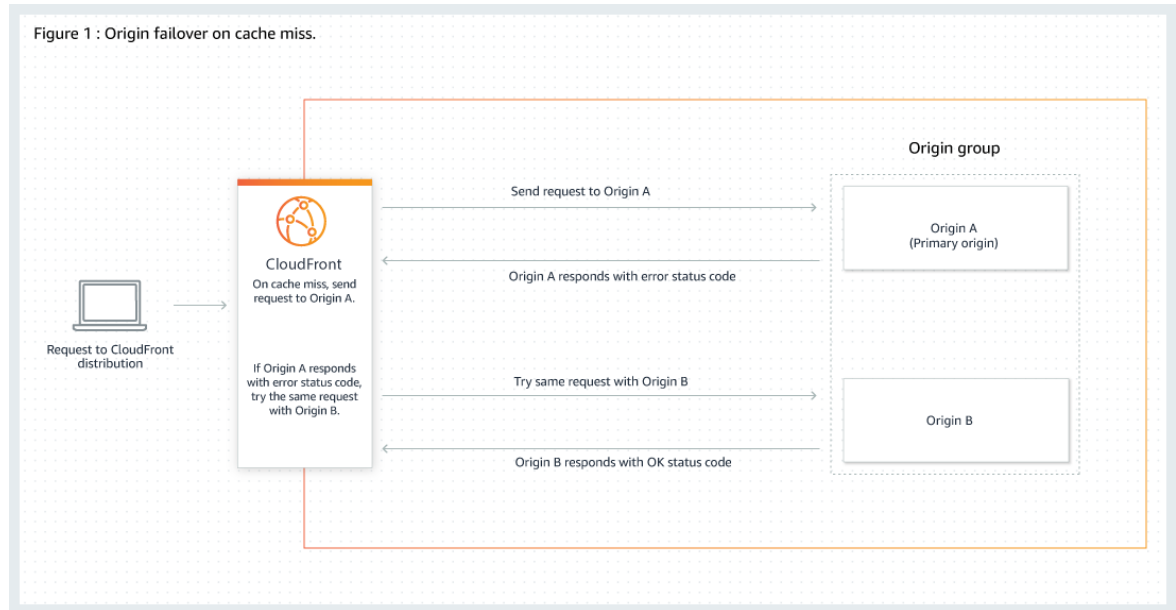 Figure 1 : Origin failover on cache miss.
Origin group
Send request to Origin A
Origin A
(Primary origin)
CloudFront
On cache miss, send
request to Origin A.
Origin A responds with error status code
Request to CloudFront
distribution
If Origin A responds
with error status code,
try the same request
with Origin B.
Try same request with Origin B
Origin B
Origin B responds with OK status code